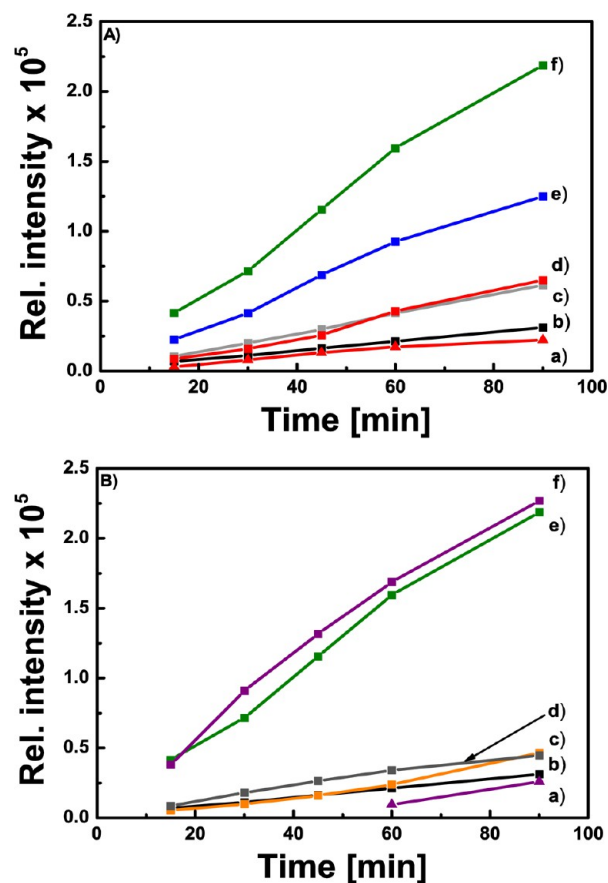 A)
2.5
2.0
1.5
1.0
0.5
0.0
f)
e)
d)
c)
b)
a)
0 20 40 60 80 100
Rel. intensity x 10⁵
Time [min]
B)
2.5
2.0
1.5
1.0
0.5
0.0
f)
e)
d)
c)
b)
a)
0 20 40 60 80 100
Rel. intensity x 10⁵
Time [min]